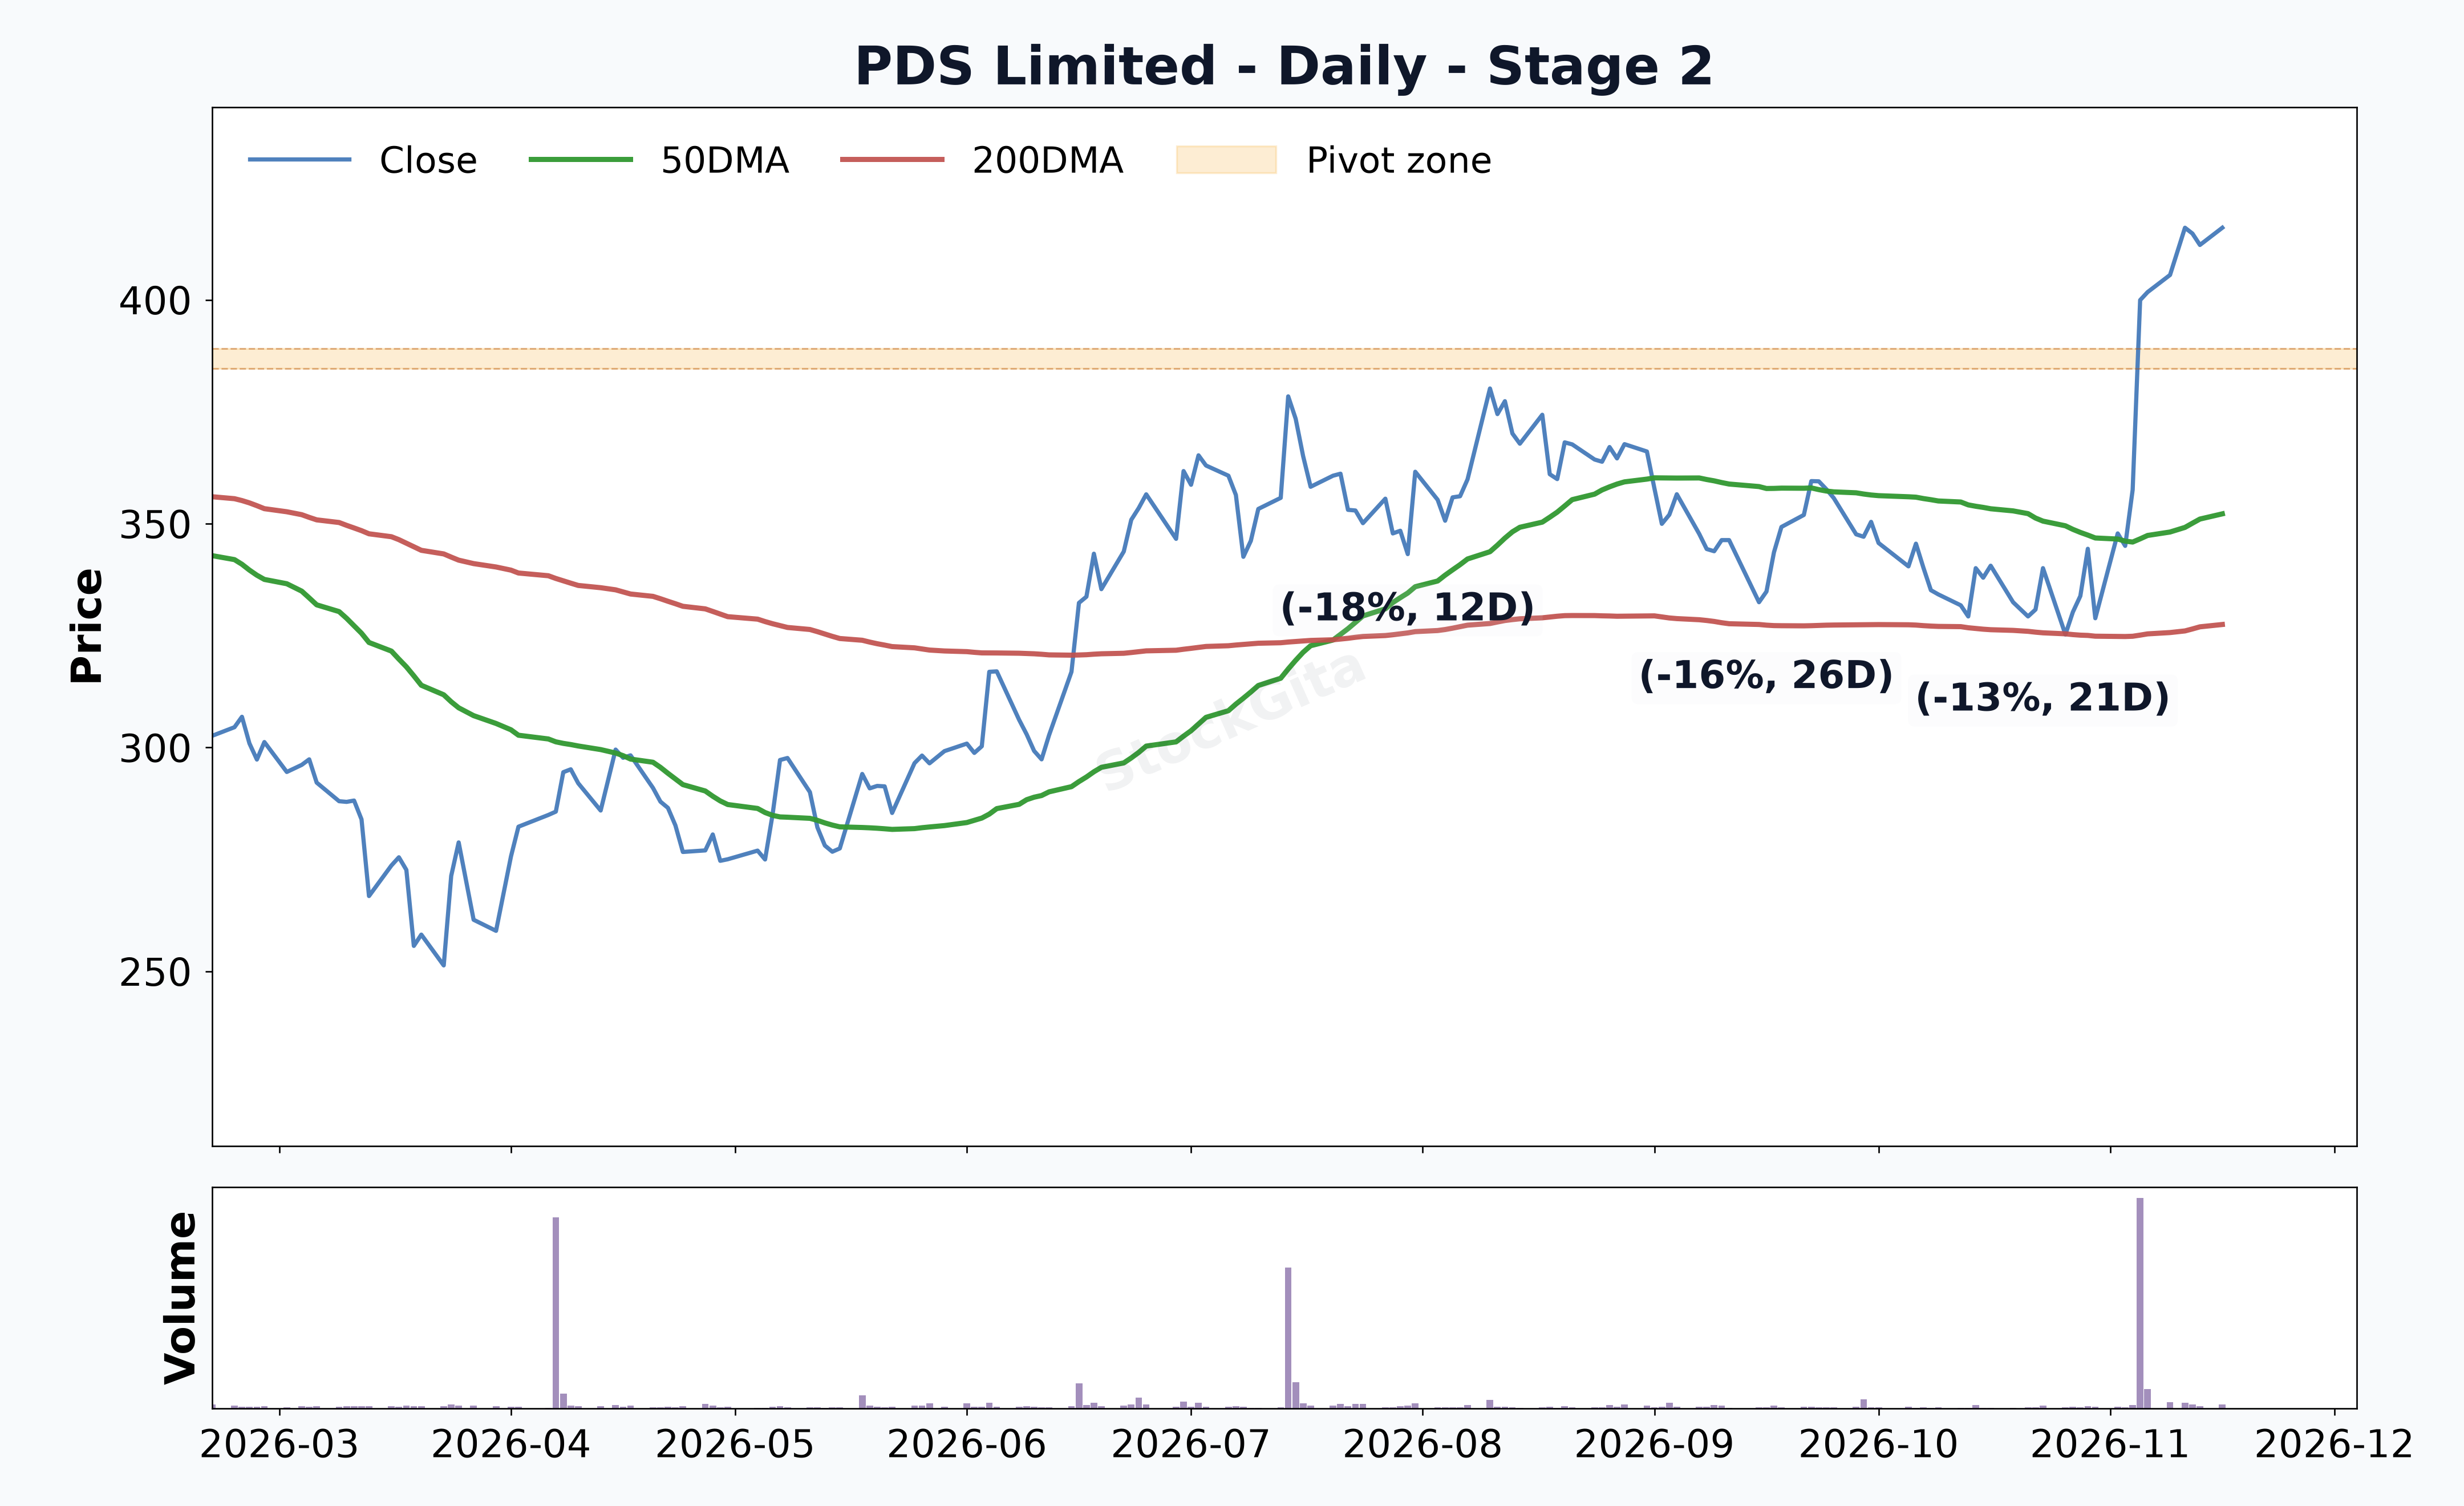 PDS Limited - Daily - Stage 2
Close 50DMA 200DMA Pivot zone
Price
400
350
300
250
(-18%, 12D)
(-16%, 26D)
(-13%, 21D)
StockGita
Volume
2026-03 2026-04 2026-05 2026-06 2026-07 2026-08 2026-09 2026-10 2026-11 2026-12